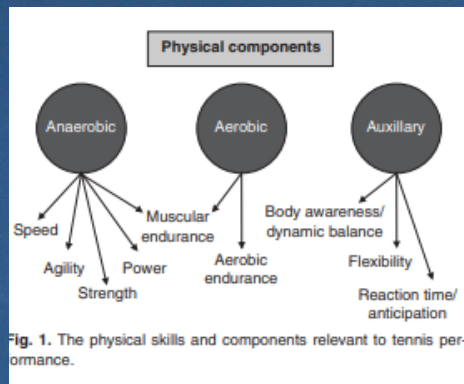 Physical components
Anaerobic
Aerobic
Auxillary
Speed
Agility
Strength
Power
Muscular
endurance
Aerobic
endurance
Body awareness/
dynamic balance
Flexibility
Reaction time/
anticipation
Fig. 1. The physical skills and components relevant to tennis per-
ormance.